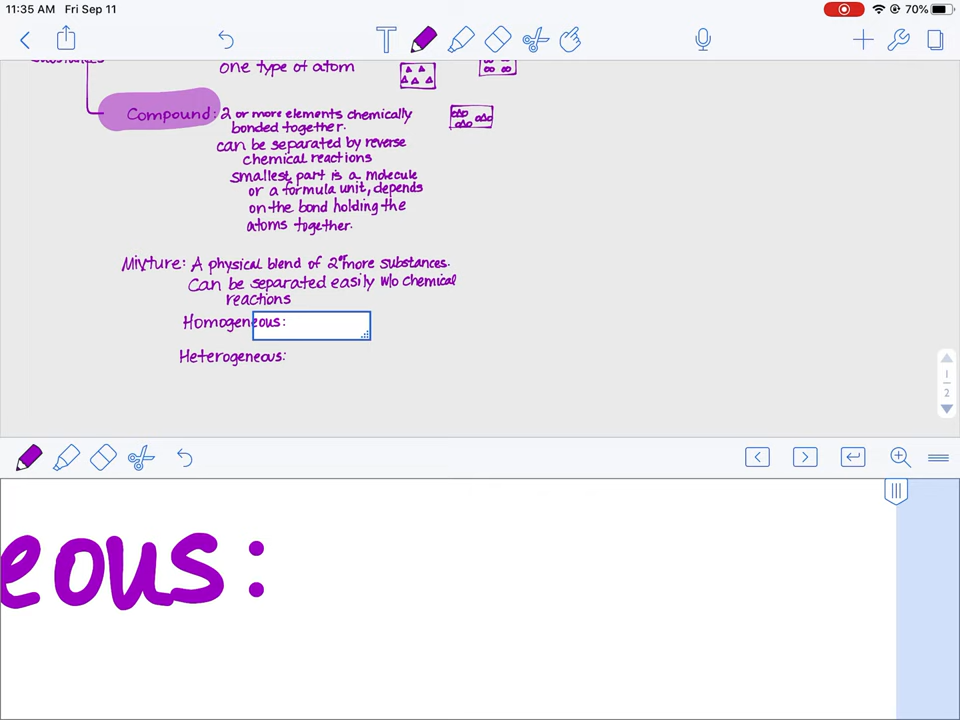 11:35 AM Fri Sep 11
70%
T
one type of atom
Compound: 2 or more elements chemically
bonded together.
can be separated by reverse
chemical reactions
smallest part is a molecule
or a formula unit, depends
on the bond holding the
atoms together.
Mixture: A physical blend of 2 or more substances.
Can be separated easily w/o chemical
reactions
Homogeneous:
Heterogeneous:
1
2
eous: